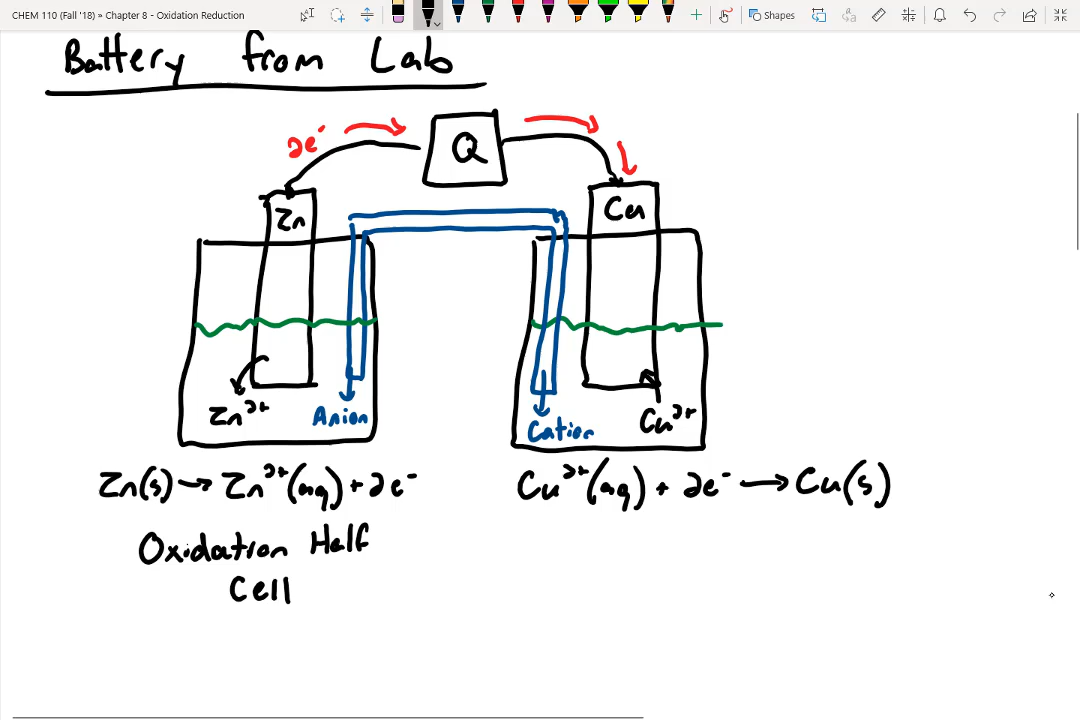 CHEM 110 (Fall '18) » Chapter 8 - Oxidation Reduction
Shapes
Battery from Lab
2e⁻
Q
Zn
Cu
Zn²⁺
Anion
Cation
Cu²⁺
Zn(s) → Zn²⁺(aq) + 2e⁻
Cu²⁺(aq) + 2e⁻ → Cu(s)
Oxidation Half
Cell